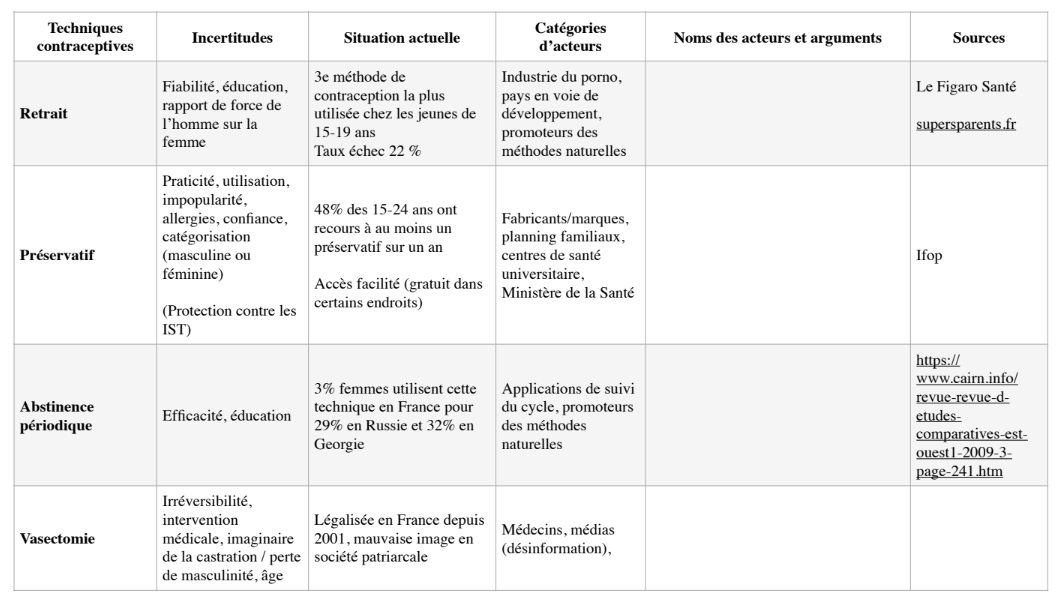 Techniques
contraceptives
Incertitudes
Situation actuelle
Catégories
d’acteurs
Noms des acteurs et arguments
Sources
Retrait
Fiabilité, éducation,
rapport de force de
l’homme sur la
femme
3e méthode de
contraception la plus
utilisée chez les jeunes de
15-19 ans
Taux échec 22 %
Industrie du porno,
pays en voie de
développement,
promoteurs des
méthodes naturelles
Le Figaro Santé
supersparents.fr
Préservatif
Praticité, utilisation,
impopularité,
allergies, confiance,
catégorisation
(masculine ou
féminine)
(Protection contre les
IST)
48% des 15-24 ans ont
recours à au moins un
préservatif sur un an
Accès facilité (gratuit dans
certains endroits)
Fabricants/marques,
planning familiaux,
centres de santé
universitaire,
Ministère de la Santé
Ifop
Abstinence
périodique
Efficacité, éducation
3% femmes utilisent cette
technique en France pour
29% en Russie et 32% en
Georgie
Applications de suivi
du cycle, promoteurs
des méthodes
naturelles
https://
www.cairn.info/
revue-revue-d-
etudes-
comparatives-est-
ouest1-2009-3-
page-241.htm
Vasectomie
Irréversibilité,
intervention
médicale, imaginaire
de la castration / perte
de masculinité, âge
Légalisée en France depuis
2001, mauvaise image en
société patriarcale
Médecins, médias
(désinformation),